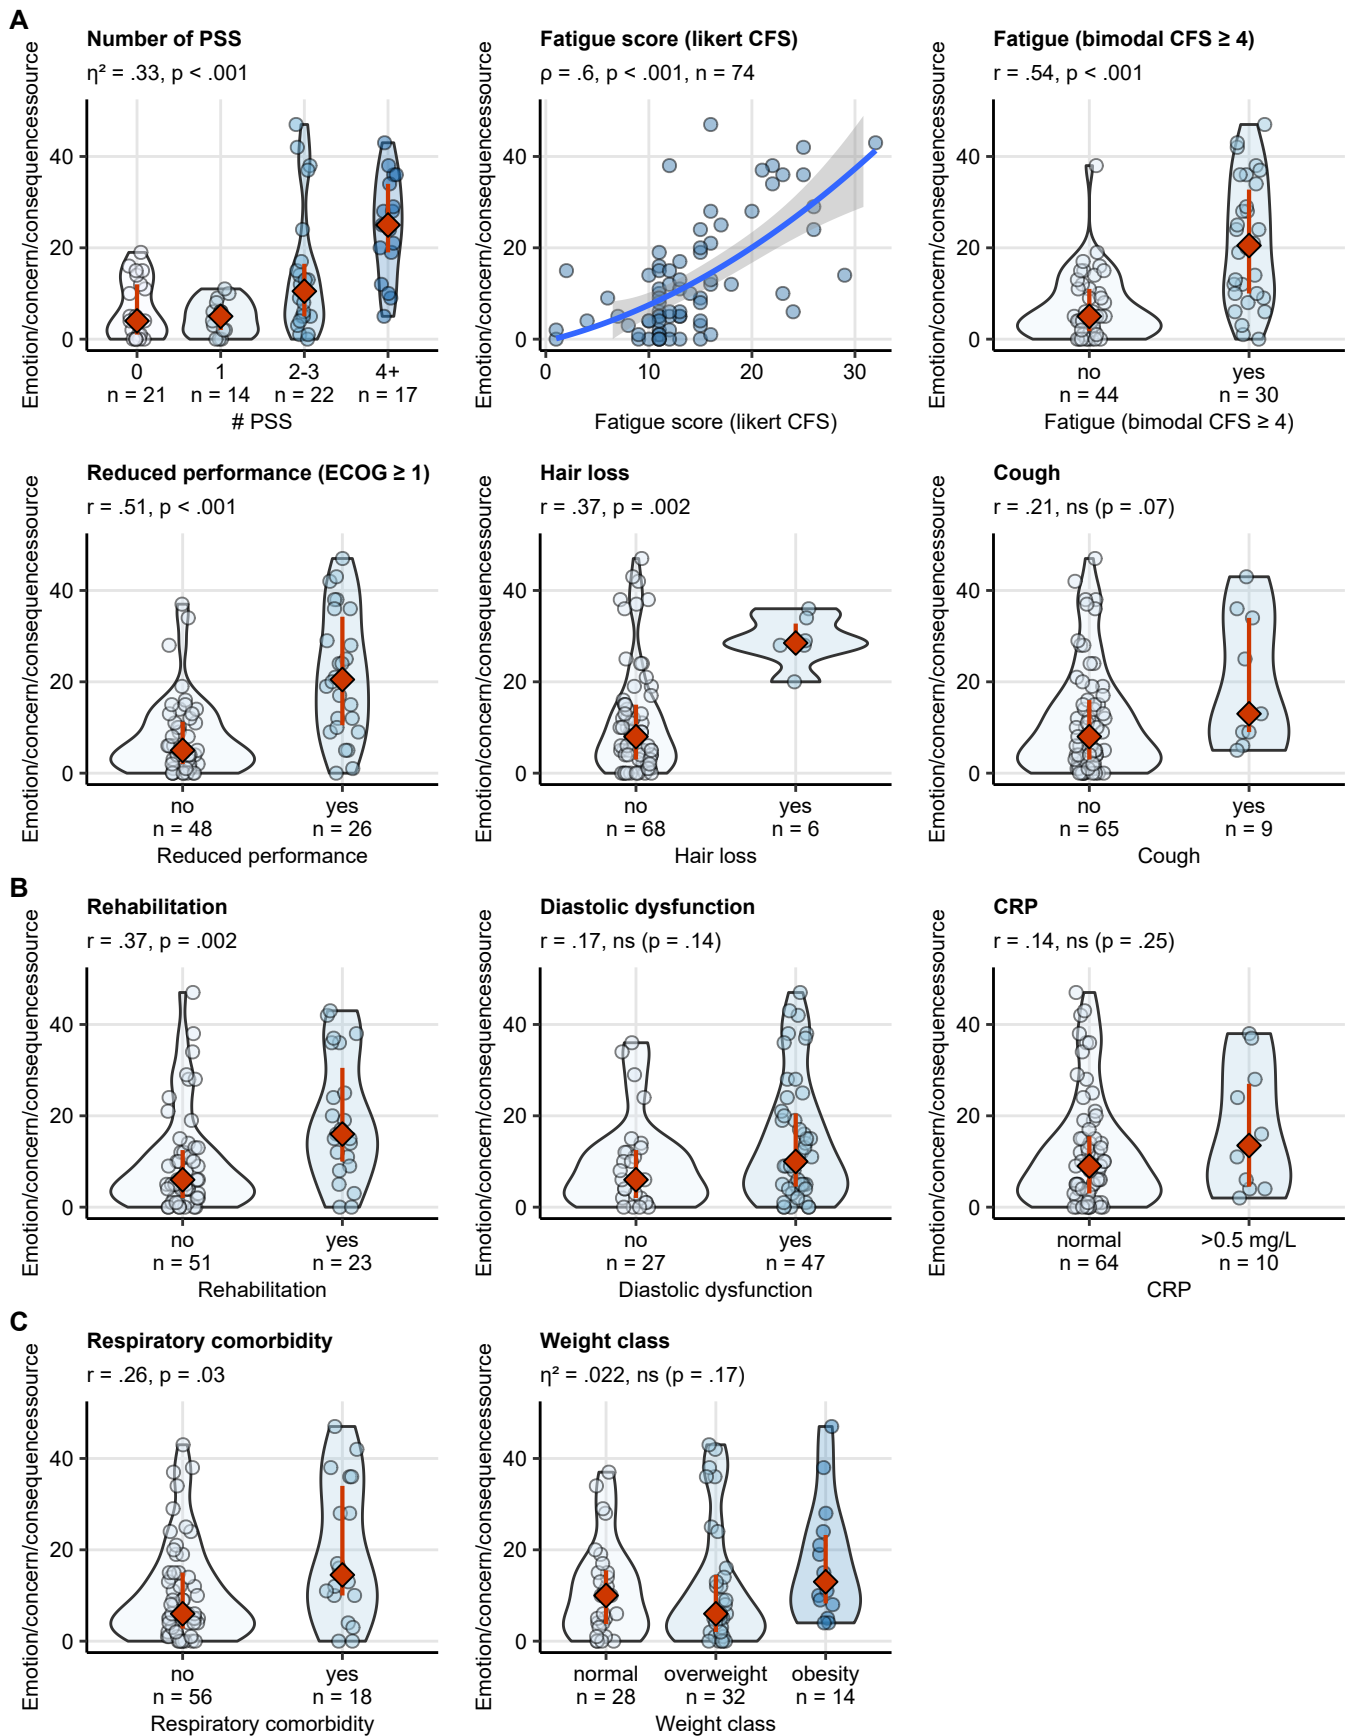 A
Number of PSS
η² = .33, p < .001
Emotion/concern/consequencessource
40
20
0
0 1 2-3 4+
n = 21 n = 14 n = 22 n = 17
# PSS
Fatigue score (likert CFS)
ρ = .6, p < .001, n = 74
Emotion/concern/consequencessource
40
20
0
0 10 20 30
Fatigue score (likert CFS)
Fatigue (bimodal CFS ≥ 4)
r = .54, p < .001
Emotion/concern/consequencessource
40
20
0
no yes
n = 44 n = 30
Fatigue (bimodal CFS ≥ 4)
Reduced performance (ECOG ≥ 1)
r = .51, p < .001
Emotion/concern/consequencessource
40
20
0
no yes
n = 48 n = 26
Reduced performance
Hair loss
r = .37, p = .002
Emotion/concern/consequencessource
40
20
0
no yes
n = 68 n = 6
Hair loss
Cough
r = .21, ns (p = .07)
Emotion/concern/consequencessource
40
20
0
no yes
n = 65 n = 9
Cough
B
Rehabilitation
r = .37, p = .002
Emotion/concern/consequencessource
40
20
0
no yes
n = 51 n = 23
Rehabilitation
Diastolic dysfunction
r = .17, ns (p = .14)
Emotion/concern/consequencessource
40
20
0
no yes
n = 27 n = 47
Diastolic dysfunction
CRP
r = .14, ns (p = .25)
Emotion/concern/consequencessource
40
20
0
normal >0.5 mg/L
n = 64 n = 10
CRP
C
Respiratory comorbidity
r = .26, p = .03
Emotion/concern/consequencessource
40
20
0
no yes
n = 56 n = 18
Respiratory comorbidity
Weight class
η² = .022, ns (p = .17)
Emotion/concern/consequencessource
40
20
0
normal overweight obesity
n = 28 n = 32 n = 14
Weight class